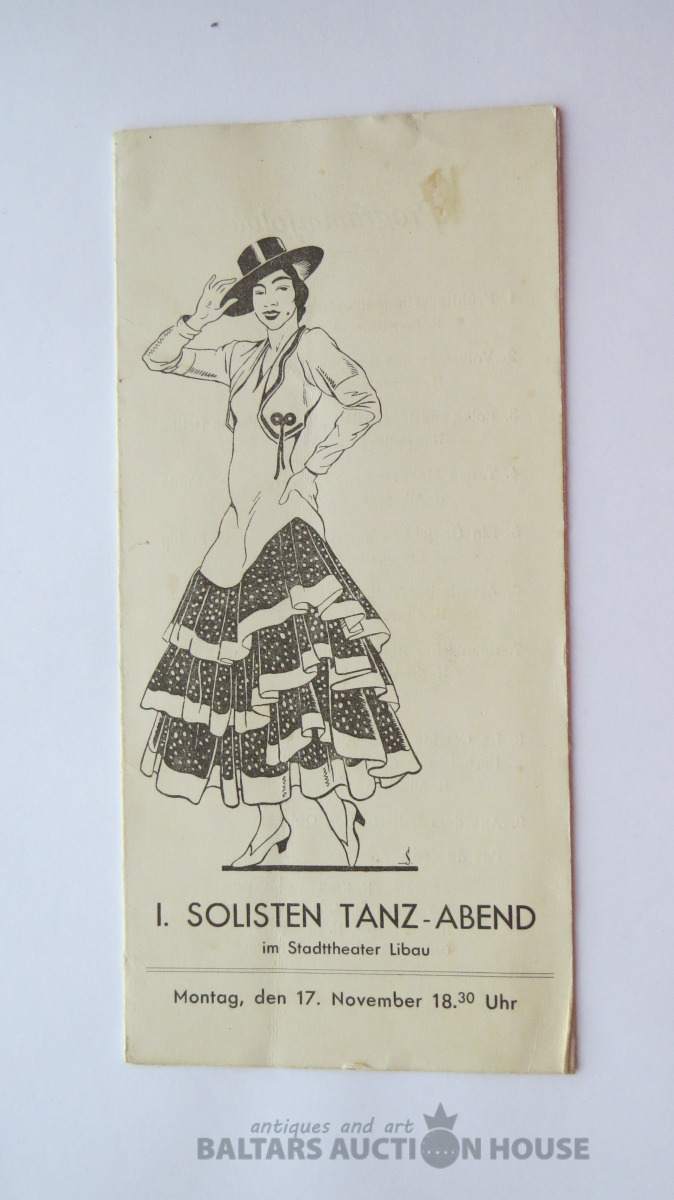 I. SOLISTEN TANZ-ABEND
im Stadttheater Libau
Montag, den 17. November 18.30 Uhr
antiques and art
BALTARS AUCTION HOUSE